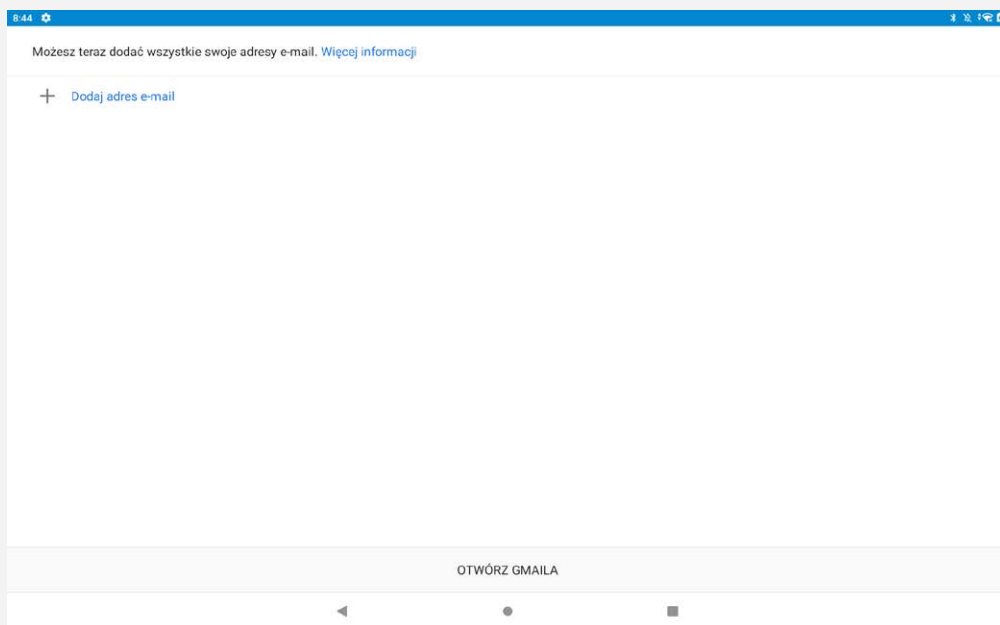 8:44
Możesz teraz dodać wszystkie swoje adresy e-mail. Więcej informacji
Dodaj adres e-mail
OTWÓRZ GMAILA